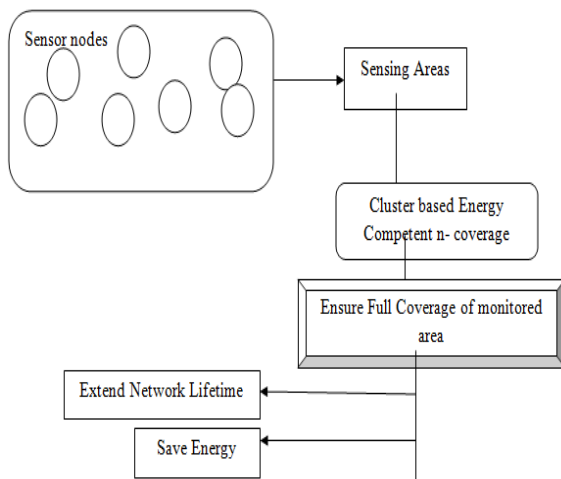 Sensor nodes
Sensing Areas
Cluster based Energy
Competent n- coverage
Ensure Full Coverage of monitored
area
Extend Network Lifetime
Save Energy